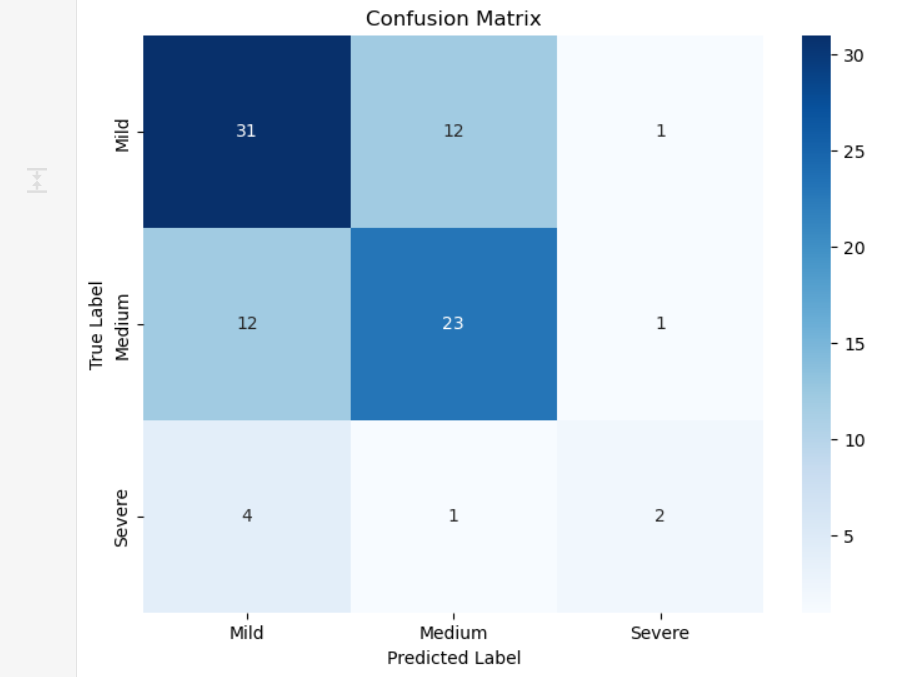 Confusion Matrix
True Label
Mild
Medium
Severe
31 12 1
12 23 1
4 1 2
Mild Medium Severe
Predicted Label
30
25
20
15
10
5